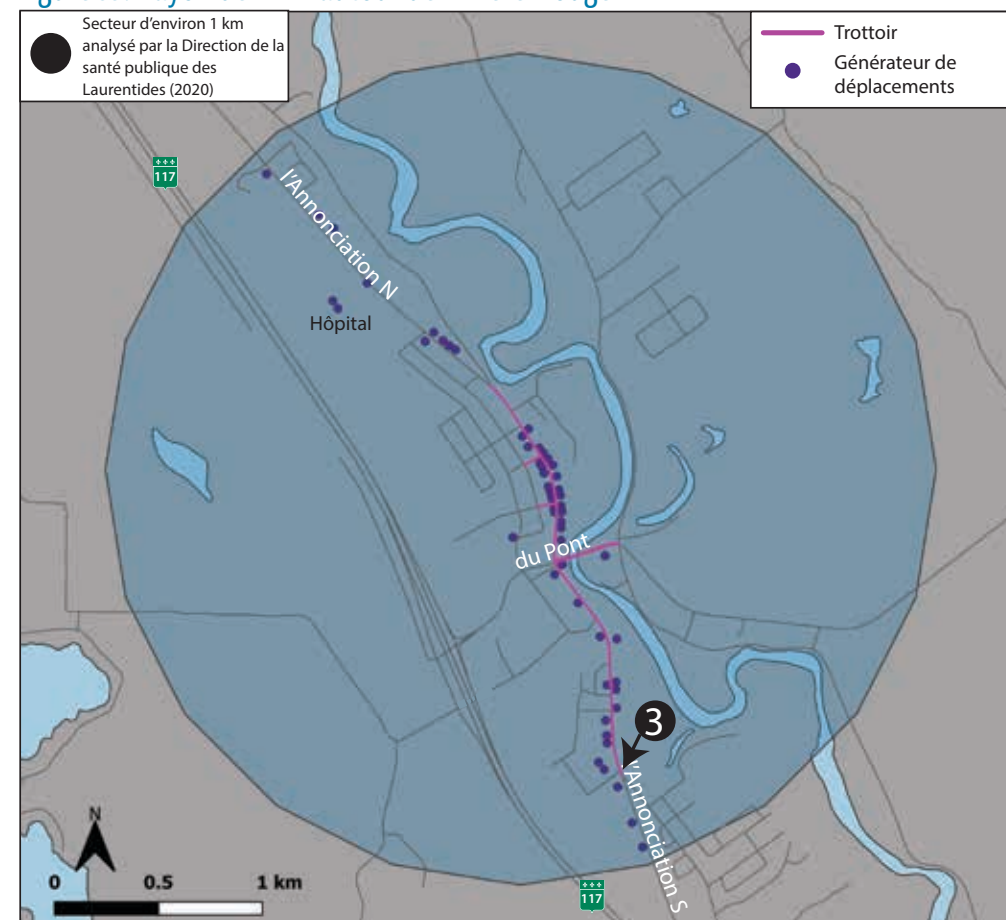 Secteur d'environ 1 km
analysé par la Direction de la
santé publique des
Laurentides (2020)
Trottoir
Générateur de
déplacements
117
l'Annonciation N
Hôpital
du Pont
3
l'Annonciation S
N
0 0.5 1 km
117